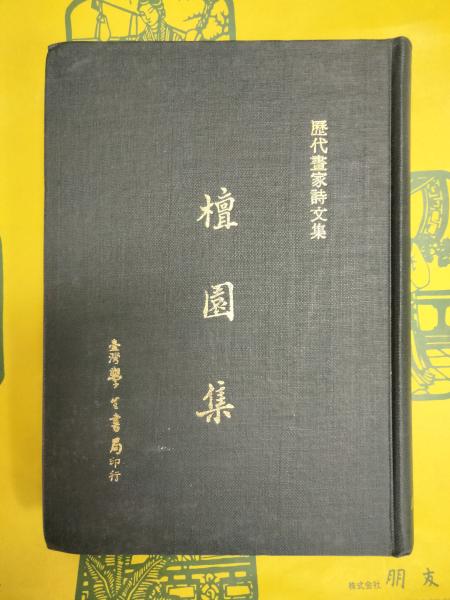 歷代畫家詩文集
檀園集
臺灣學生書局印行
株式会社 朋友